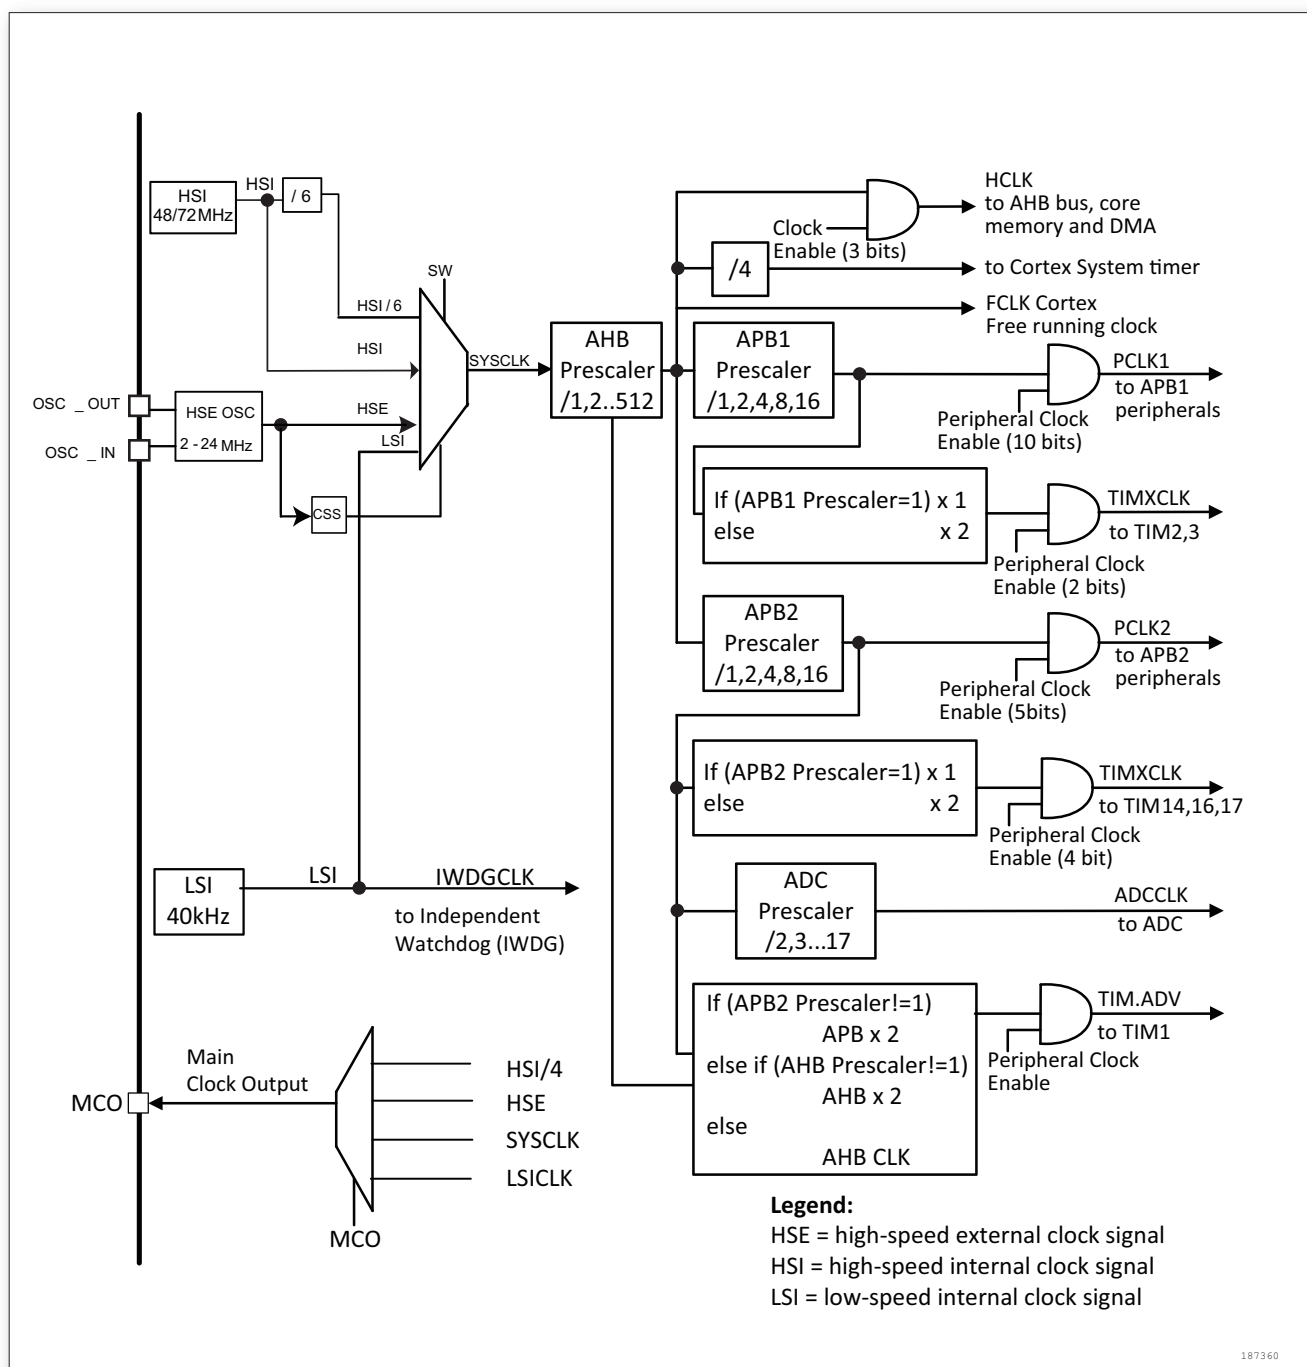 HSI
48/72MHz
HSI
/ 6
SW
HSI / 6
HSI
HSE
LSI
SYSCLK
OSC _ OUT
OSC _ IN
HSE OSC
2 - 24 MHz
CSS
AHB
Prescaler
/1,2..512
Clock
Enable (3 bits)
HCLK
to AHB bus, core
memory and DMA
/4
to Cortex System timer
FCLK Cortex
Free running clock
APB1
Prescaler
/1,2,4,8,16
Peripheral Clock
Enable (10 bits)
PCLK1
to APB1
peripherals
If (APB1 Prescaler=1) x 1
else x 2
Peripheral Clock
Enable (2 bits)
TIMXCLK
to TIM2,3
APB2
Prescaler
/1,2,4,8,16
Peripheral Clock
Enable (5bits)
PCLK2
to APB2
peripherals
If (APB2 Prescaler=1) x 1
else x 2
Peripheral Clock
Enable (4 bit)
TIMXCLK
to TIM14,16,17
LSI
40kHz
LSI
IWDGCLK
to Independent
Watchdog (IWDG)
ADC
Prescaler
/2,3...17
ADCCLK
to ADC
If (APB2 Prescaler!=1)
APB x 2
else if (AHB Prescaler!=1)
AHB x 2
else
AHB CLK
Peripheral Clock
Enable
TIM.ADV
to TIM1
Main
Clock Output
MCO
HSI/4
HSE
SYSCLK
LSICLK
MCO
Legend:
HSE = high-speed external clock signal
HSI = high-speed internal clock signal
LSI = low-speed internal clock signal
187360